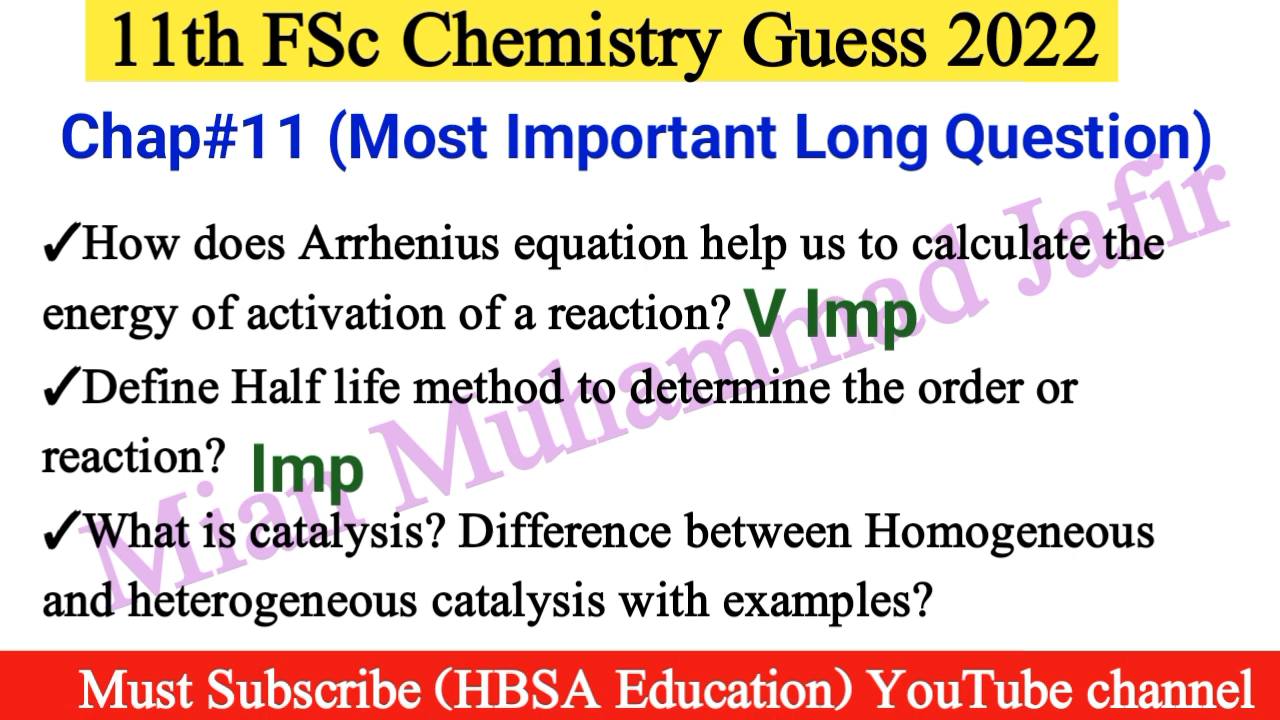 11th FSc Chemistry Guess 2022
Chap#11 (Most Important Long Question)
✓How does Arrhenius equation help us to calculate the
energy of activation of a reaction? V Imp
✓Define Half life method to determine the order or
reaction? Imp
✓What is catalysis? Difference between Homogeneous
and heterogeneous catalysis with examples?
Mian Muhammad Jafir
Must Subscribe (HBSA Education) YouTube channel